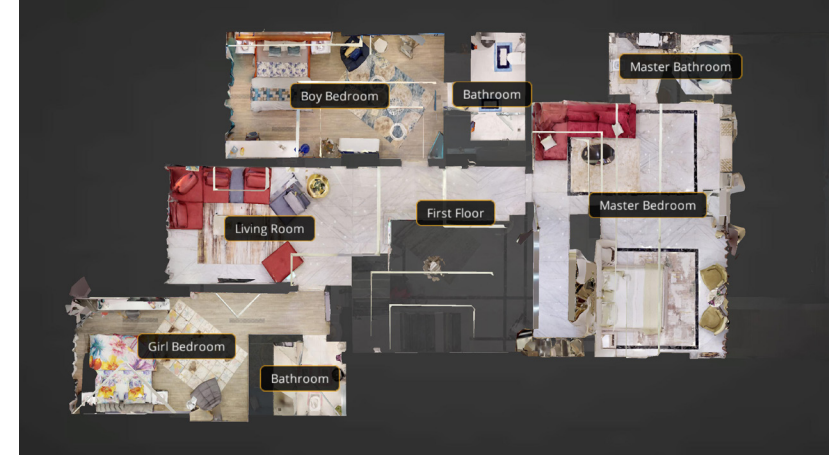 Master Bathroom
Boy Bedroom
Bathroom
Master Bedroom
First Floor
Living Room
Girl Bedroom
Bathroom